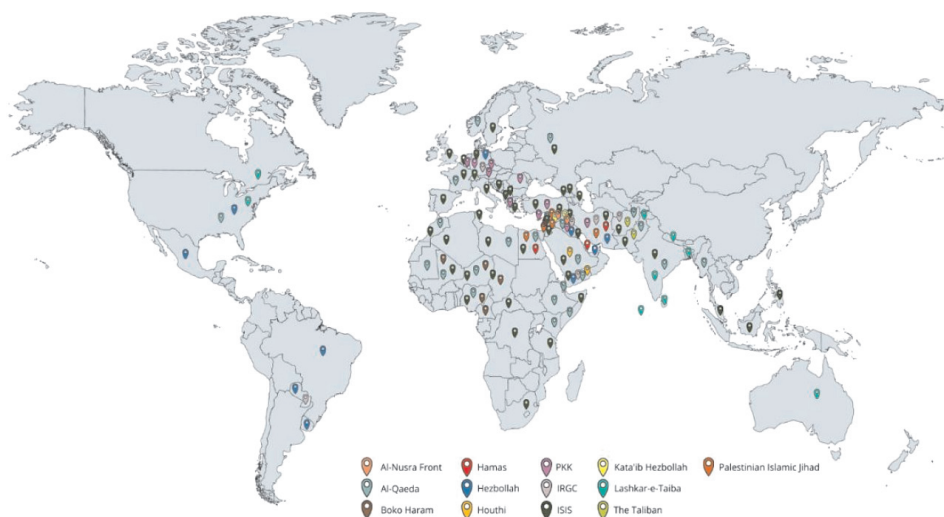 Al-Nusra Front Hamas PKK Kata'ib Hezbollah Palestinian Islamic Jihad
Al-Qaeda Hezbollah IRGC Lashkar-e-Taiba
Boko Haram Houthi ISIS The Taliban